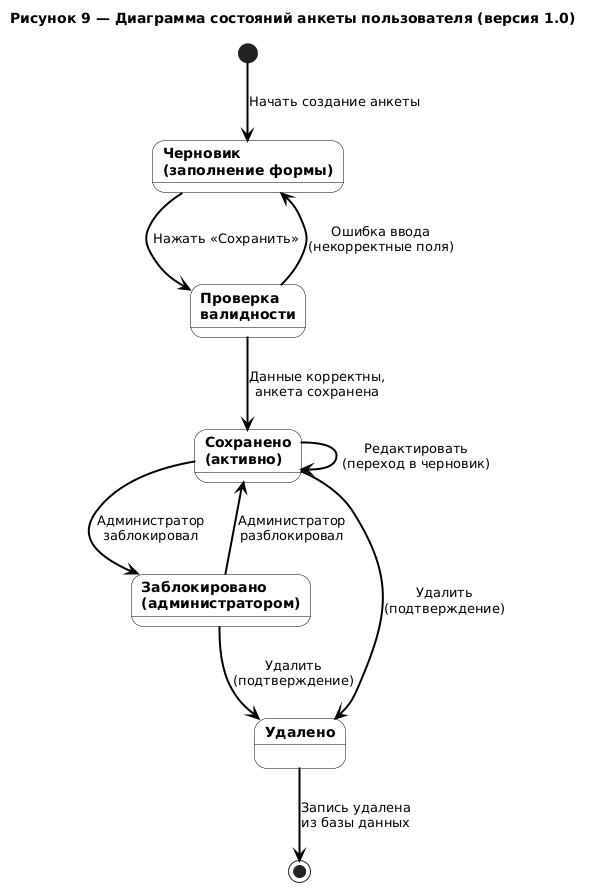 Рисунок 9 — Диаграмма состояний анкеты пользователя (версия 1.0)
Начать создание анкеты
Черновик
(заполнение формы)
Нажать «Сохранить»
Ошибка ввода
(некорректные поля)
Проверка
валидности
Данные корректны,
анкета сохранена
Сохранено
(активно)
Редактировать
(переход в черновик)
Администратор
заблокировал
Администратор
разблокировал
Заблокировано
(администратором)
Удалить
(подтверждение)
Удалить
(подтверждение)
Удалено
Запись удалена
из базы данных